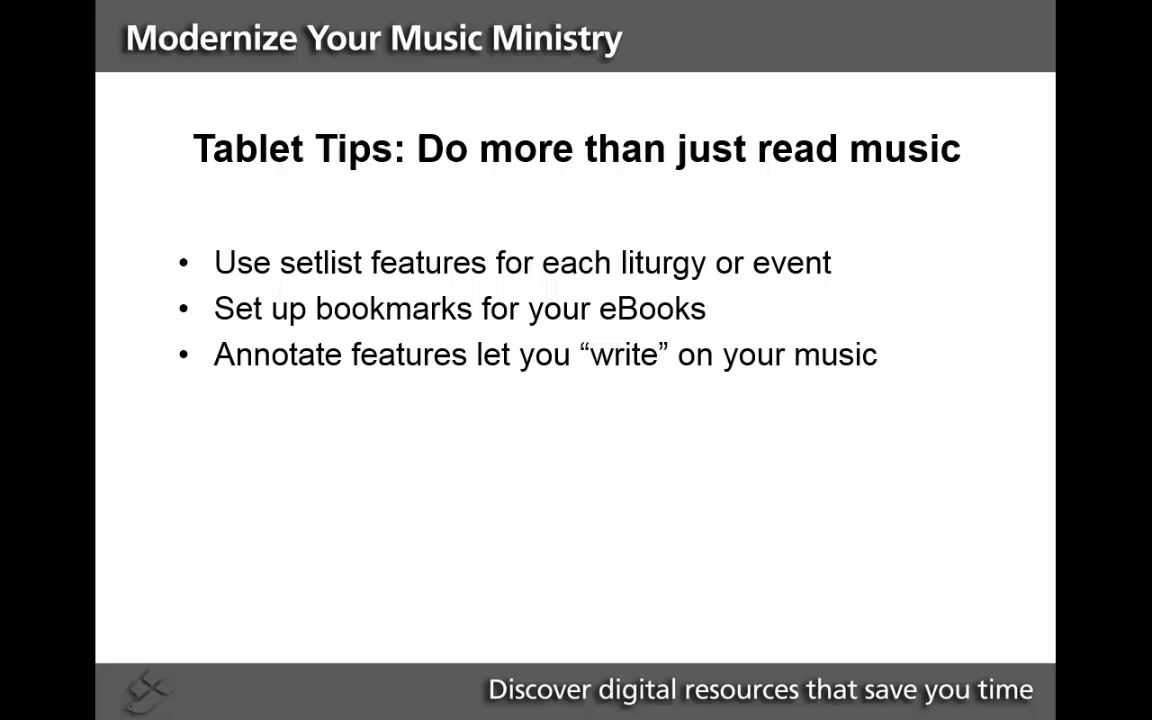 Modernize Your Music Ministry
Tablet Tips: Do more than just read music
• Use setlist features for each liturgy or event
• Set up bookmarks for your eBooks
• Annotate features let you “write” on your music
Discover digital resources that save you time